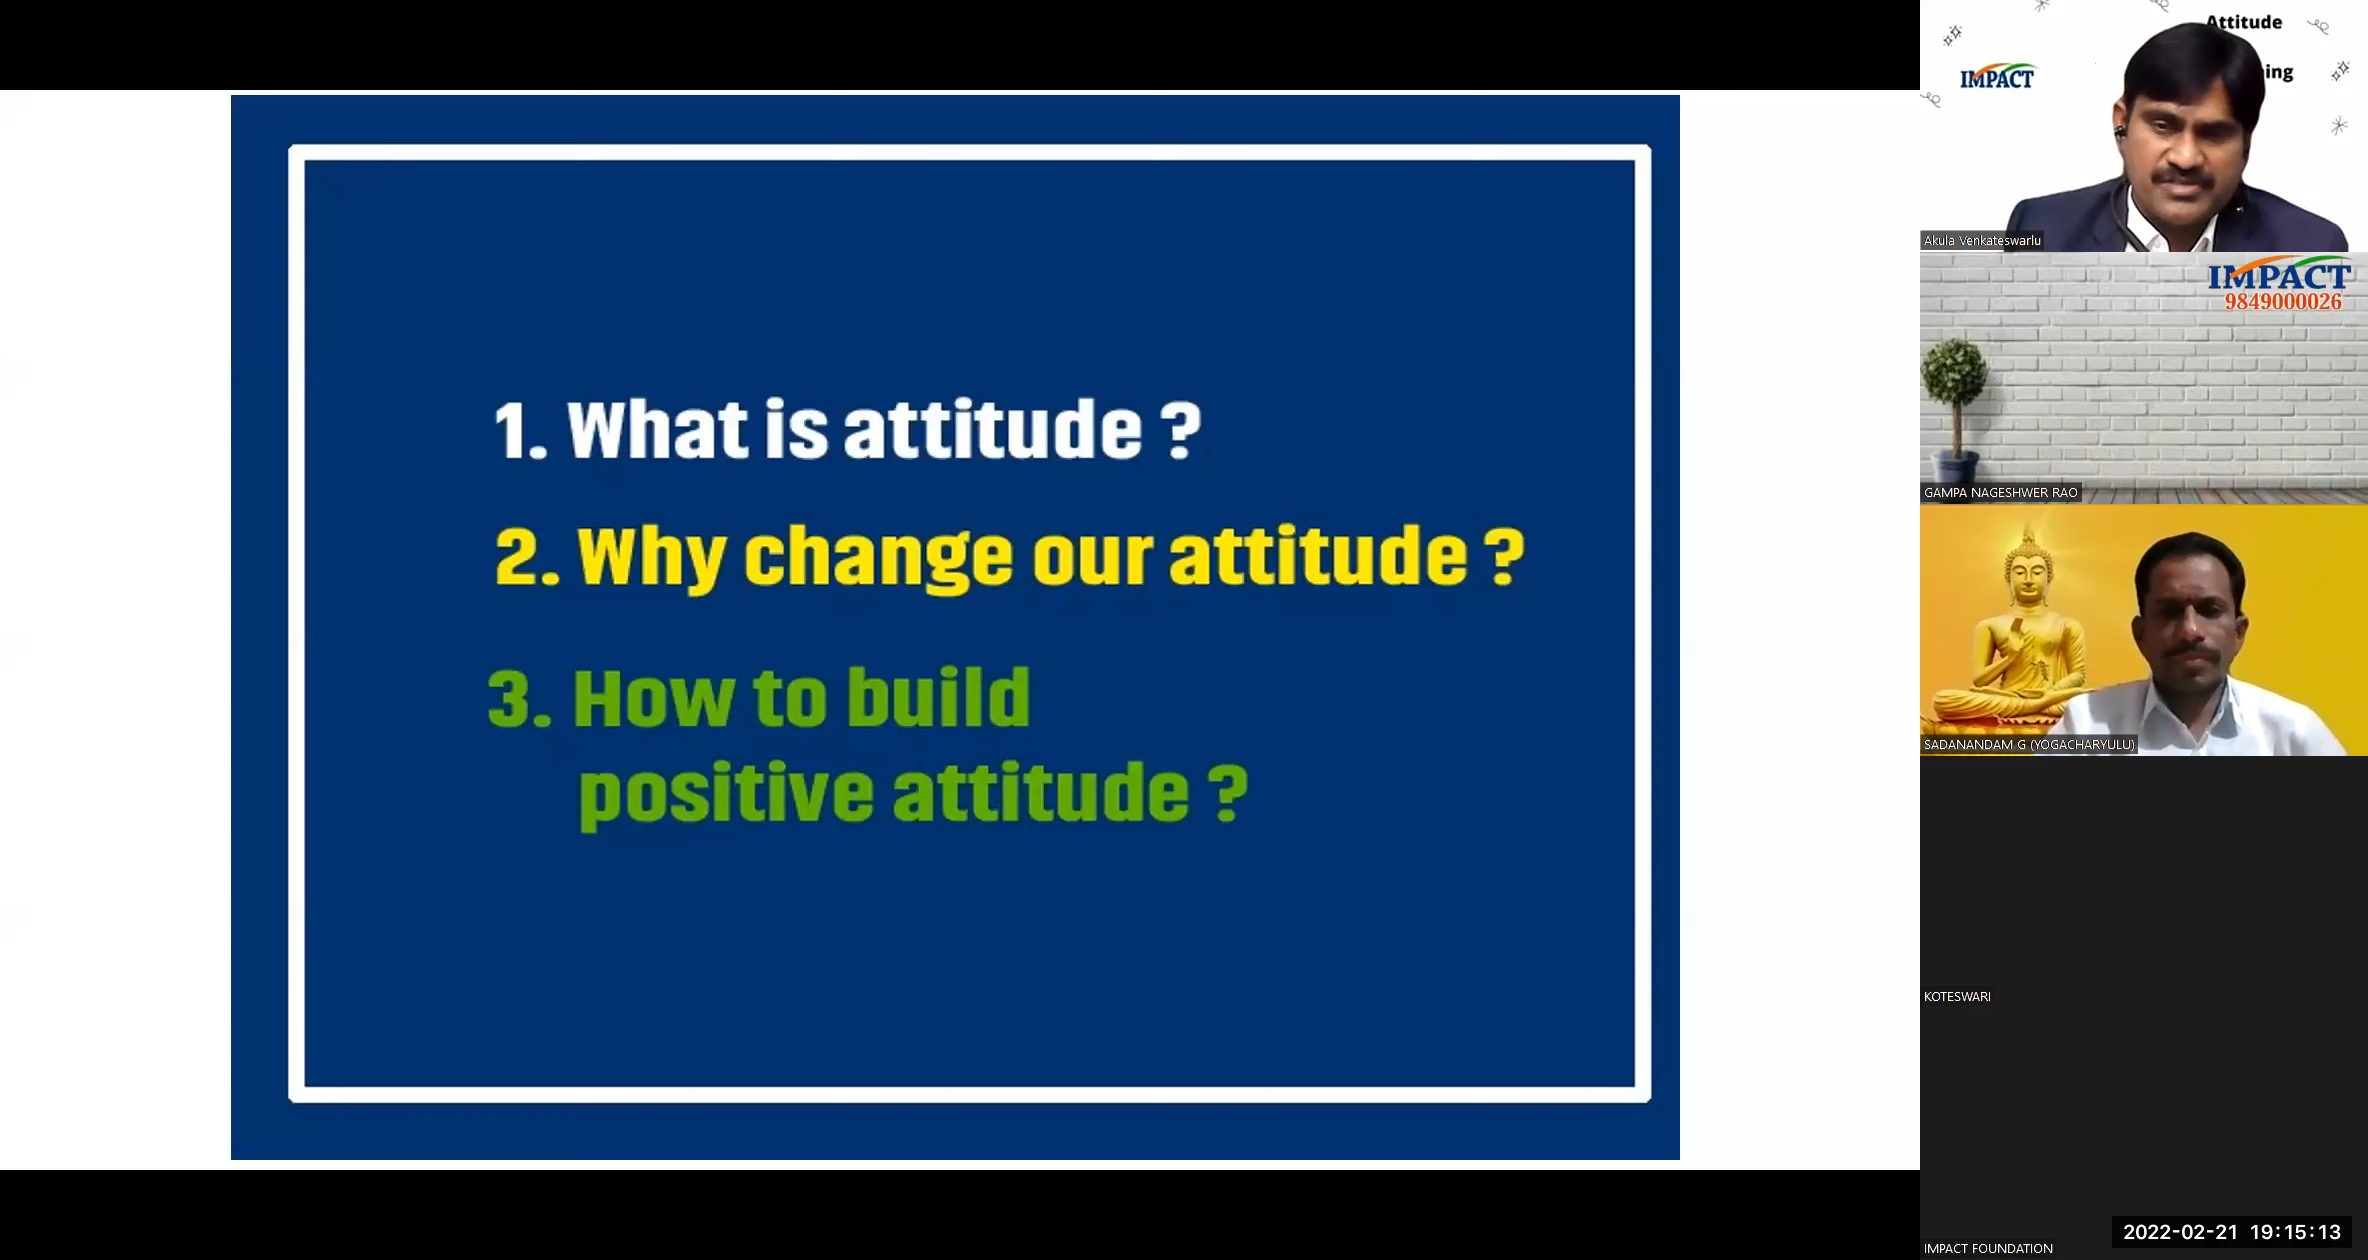 1. What is attitude ?
2. Why change our attitude ?
3. How to build
positive attitude ?
Attitude
IMPACT
Akula Venkateswarlu
IMPACT
9849000026
GAMPA NAGESHWER RAO
SADANANDAM G (YOGACHARYULU)
KOTESWARI
2022-02-21 19:15:13
IMPACT FOUNDATION